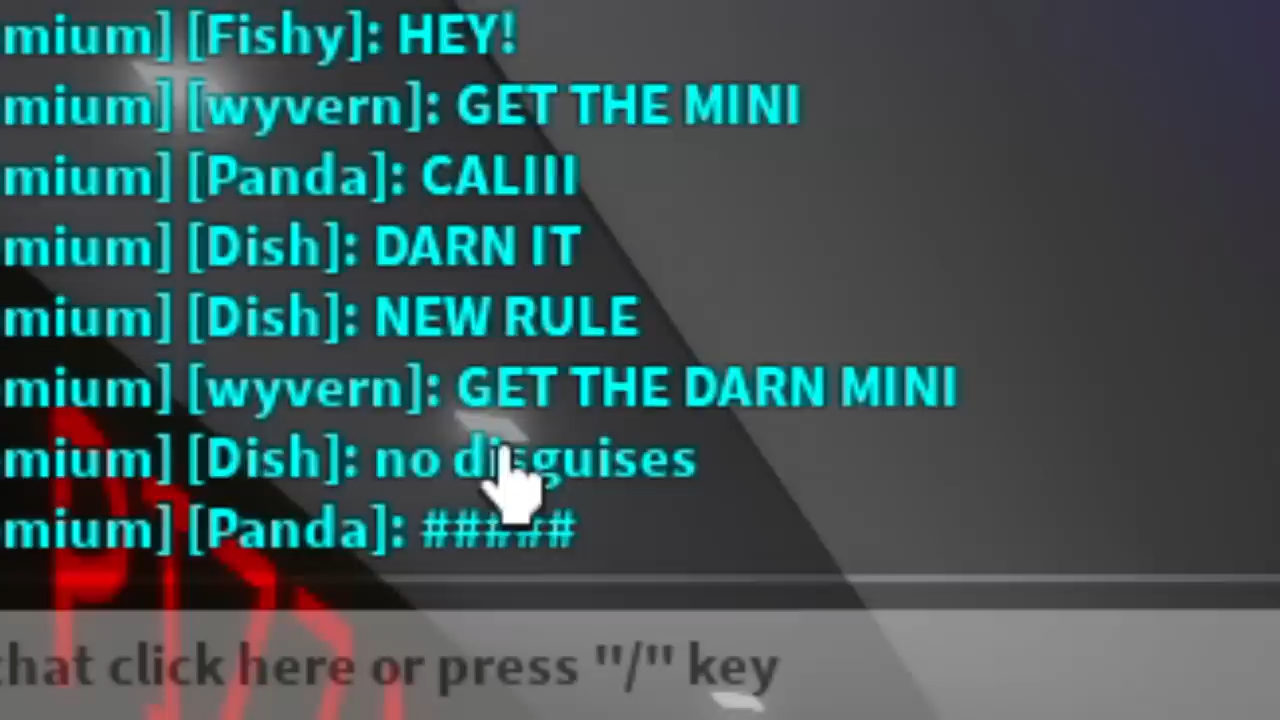 mium] [Fishy]: HEY!
mium] [wyvern]: GET THE MINI
mium] [Panda]: CALIII
mium] [Dish]: DARN IT
mium] [Dish]: NEW RULE
mium] [wyvern]: GET THE DARN MINI
mium] [Dish]: no disguises
mium] [Panda]: #####
chat click here or press "/" key